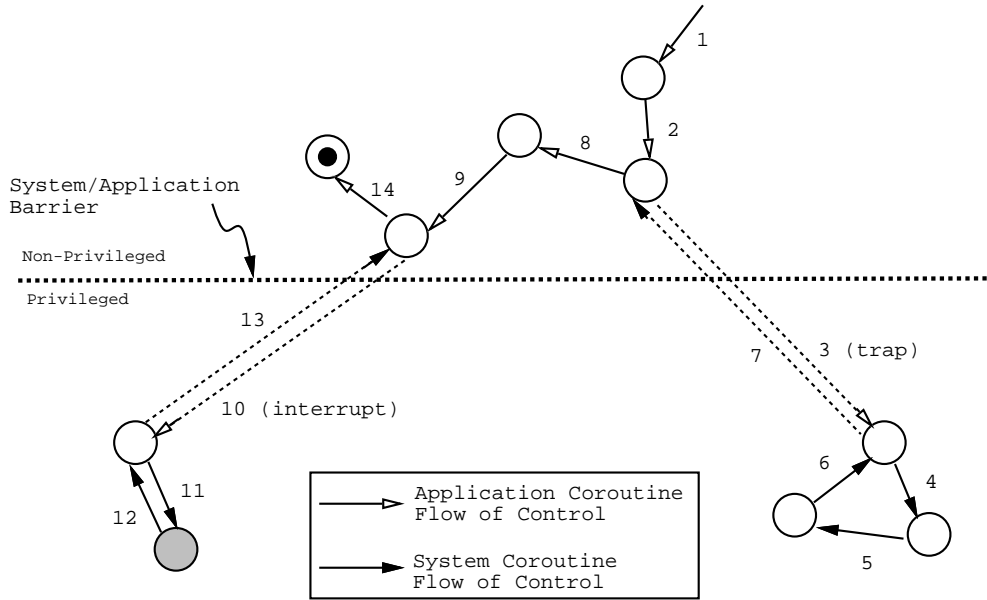 1
2
8
9
14
System/Application
Barrier
Non-Privileged
Privileged
13
3 (trap)
7
10 (interrupt)
6
4
11
12
5
Application Coroutine
Flow of Control
System Coroutine
Flow of Control